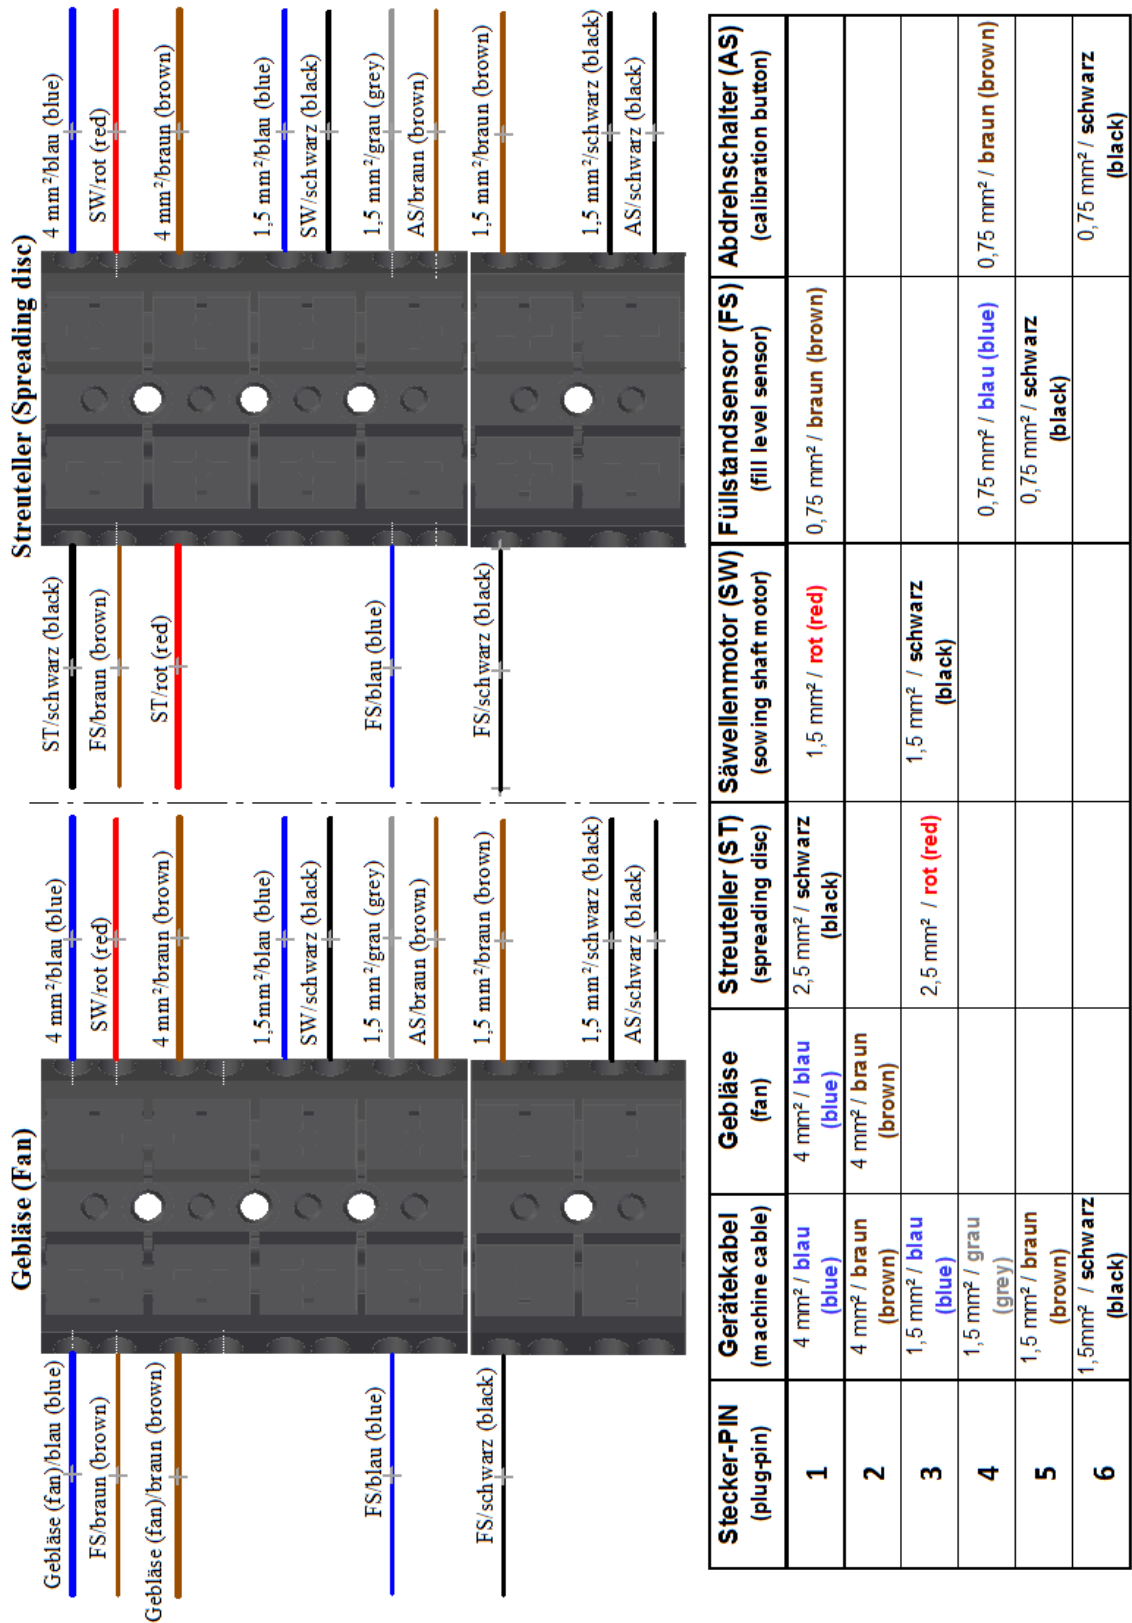 Gebläse (Fan)
Gebläse (fan)/blau (blue)
FS/braun (brown)
Gebläse (fan)/braun (brown)
FS/blau (blue)
FS/schwarz (black)
4 mm²/blau (blue)
SW/rot (red)
4 mm²/braun (brown)
1,5mm²/blau (blue)
SW/schwarz (black)
1,5 mm²/grau (grey)
AS/braun (brown)
1,5 mm²/braun (brown)
1,5 mm²/schwarz (black)
AS/schwarz (black)
Streuteller (Spreading disc)
ST/schwarz (black)
FS/braun (brown)
ST/rot (red)
FS/blau (blue)
FS/schwarz (black)
4 mm²/blau (blue)
SW/rot (red)
4 mm²/braun (brown)
1,5 mm²/blau (blue)
SW/schwarz (black)
1,5 mm²/grau (grey)
AS/braun (brown)
1,5 mm²/braun (brown)
1,5 mm²/schwarz (black)
AS/schwarz (black)
Stecker-PIN
(plug-pin)
Gerätekabel
(machine cable)
Gebläse
(fan)
Streuteller (ST)
(spreading disc)
Säwellenmotor (SW)
(sowing shaft motor)
Füllstandsensor (FS)
(fill level sensor)
Abdrehschalter (AS)
(calibration button)
1
4 mm² / blau
(blue)
4 mm² / blau
(blue)
2,5 mm² / schwarz
(black)
1,5 mm² / rot (red)
0,75 mm² / braun (brown)
2
4 mm² / braun
(brown)
4 mm² / braun
(brown)
3
1,5 mm² / blau
(blue)
2,5 mm² / rot (red)
1,5 mm² / schwarz
(black)
4
1,5 mm² / grau
(grey)
0,75 mm² / blau (blue)
0,75 mm² / braun (brown)
5
1,5 mm² / braun
(brown)
0,75 mm² / schwarz
(black)
6
1,5mm² / schwarz
(black)
0,75 mm² / schwarz
(black)